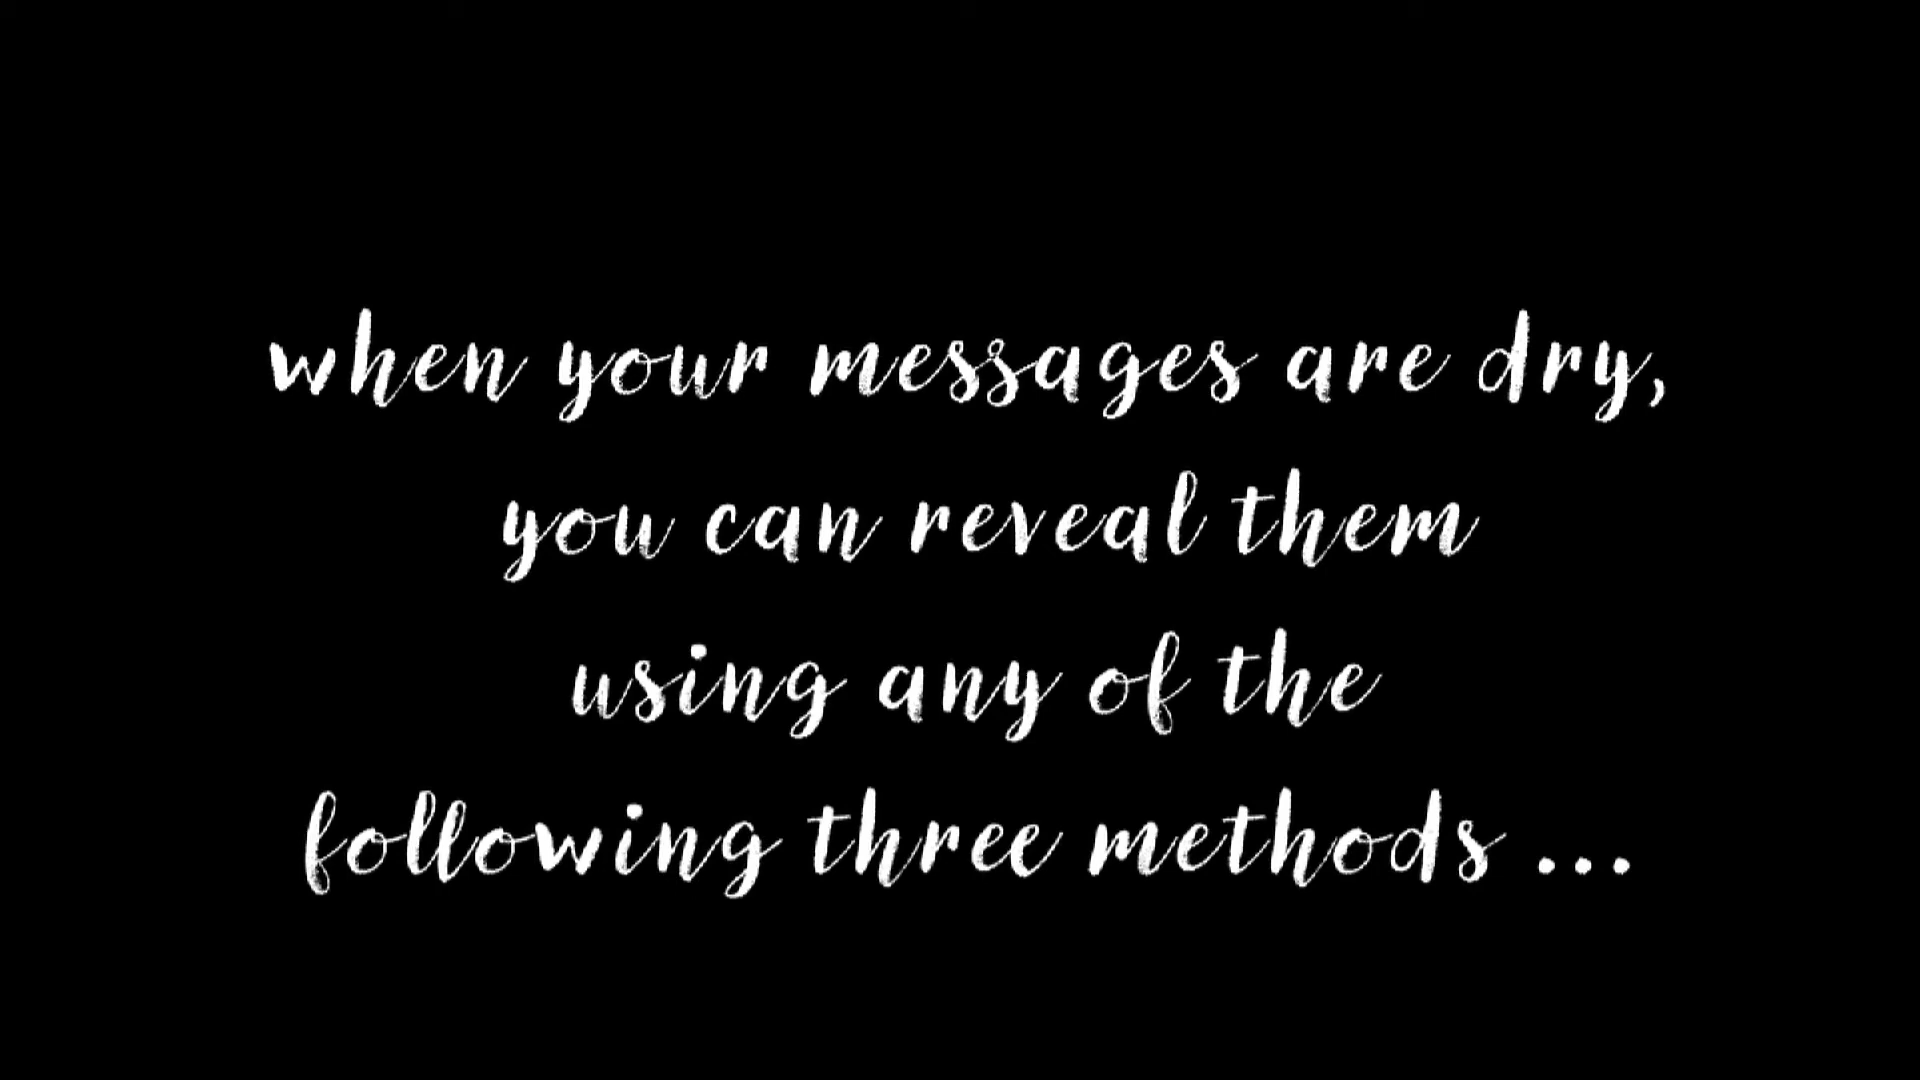 when your messages are dry,
you can reveal them
using any of the
following three methods ...